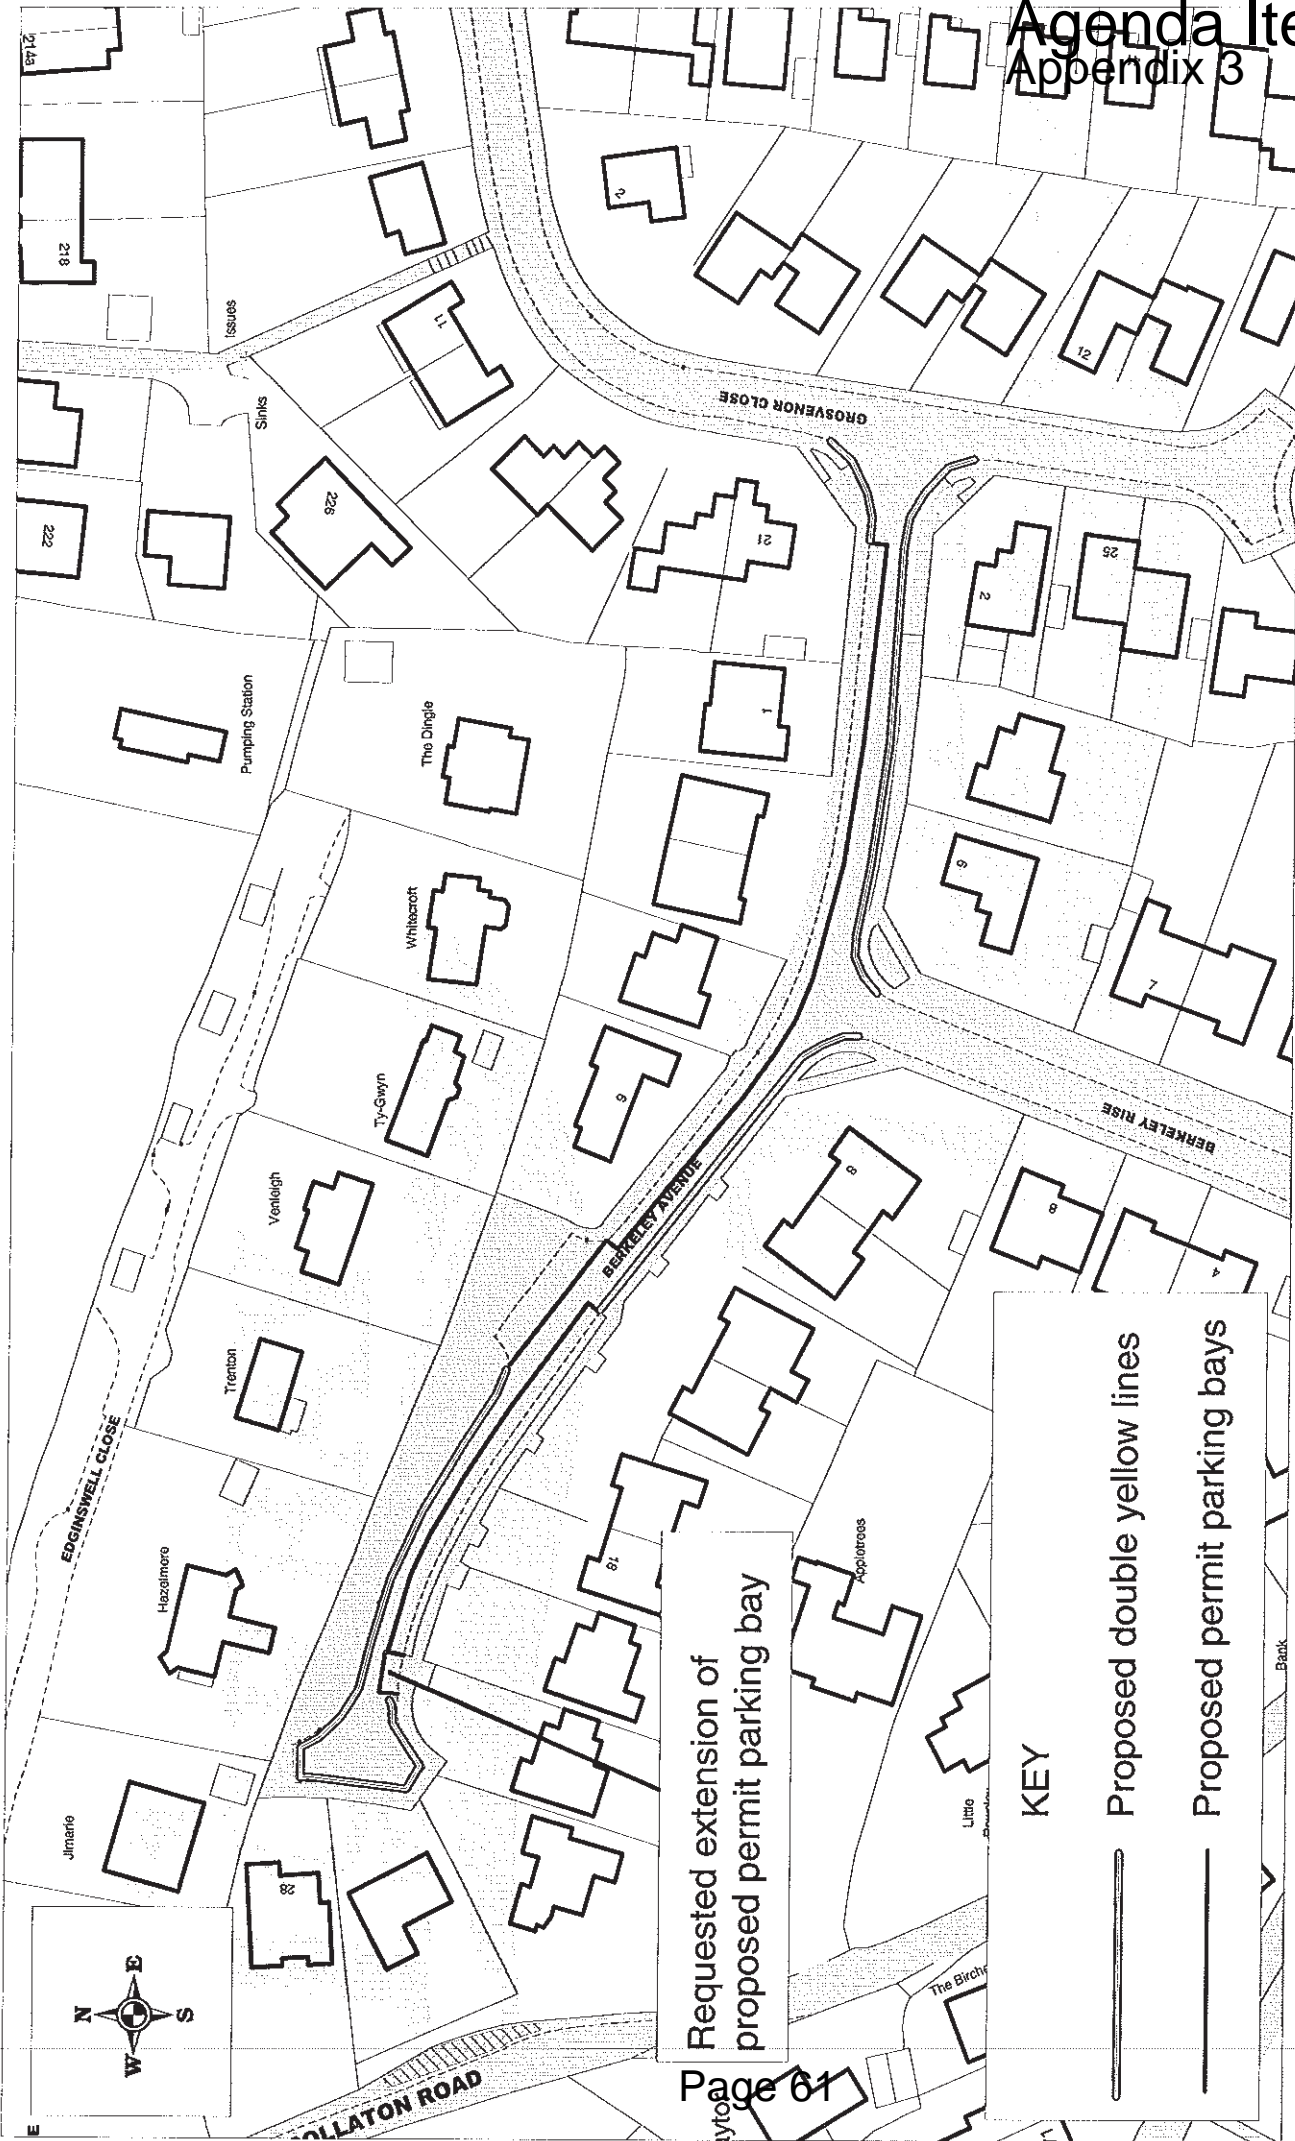 Agenda Ite
Appendix 3
214a
218
Issues
Sinks
11
2
12
GROSVENOR CLOSE
222
226
21
2
25
Pumping Station
The Dingle
1
Whitecroft
6
7
Ty-Gwyn
9
BERKELEY RISE
Venleigh
BERKELEY AVENUE
8
8
4
Trenton
EDGINSWELL CLOSE
Hazelmere
18
Appletrees
Jimarie
28
Little
Bank
The Birche
N
E
S
W
E
OLLATON ROAD
ayto
Requested extension of
proposed permit parking bay
KEY
Proposed double yellow lines
Proposed permit parking bays
Page 61